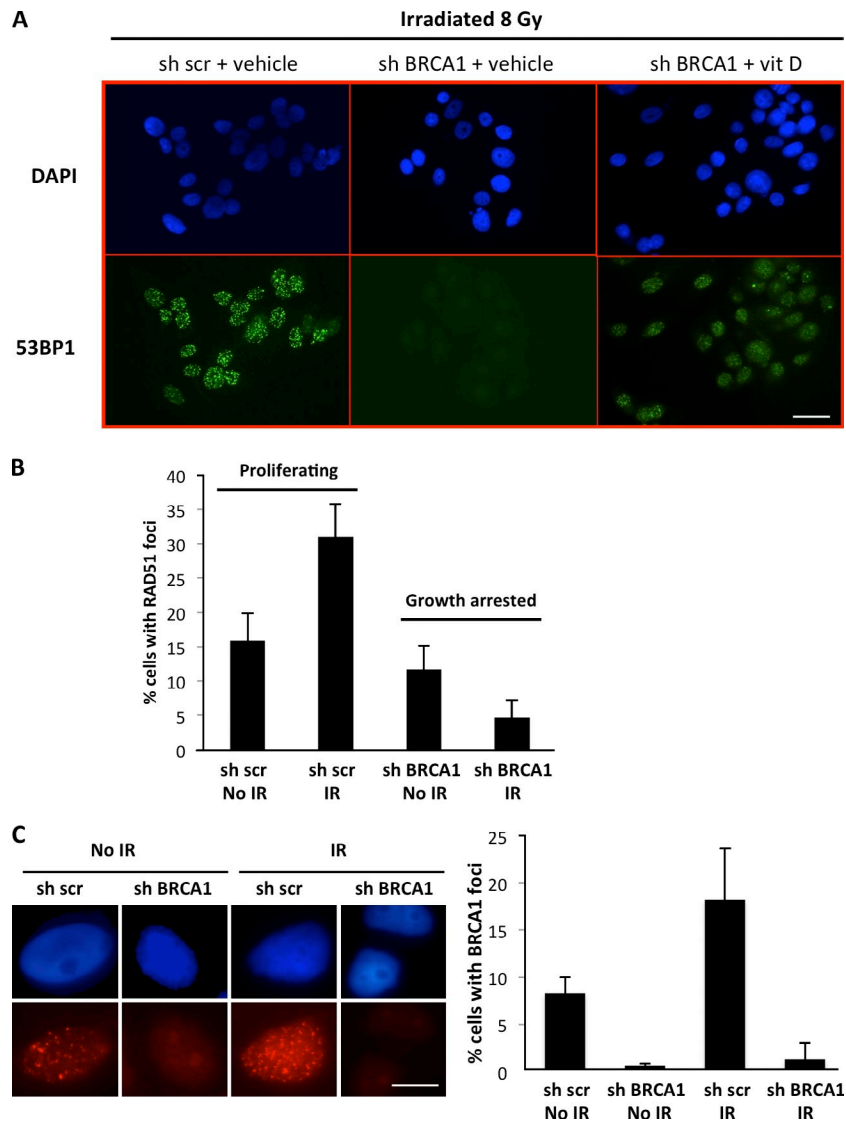 A
Irradiated 8 Gy
sh scr + vehicle
sh BRCA1 + vehicle
sh BRCA1 + vit D
DAPI
53BP1
B
% cells with RAD51 foci
40
35
30
25
20
15
10
5
0
Proliferating
Growth arrested
sh scr
No IR
sh scr
IR
sh BRCA1
No IR
sh BRCA1
IR
C
No IR
IR
sh scr
sh BRCA1
sh scr
sh BRCA1
% cells with BRCA1 foci
25
20
15
10
5
0
sh scr
No IR
sh BRCA1
No IR
sh scr
IR
sh BRCA1
IR